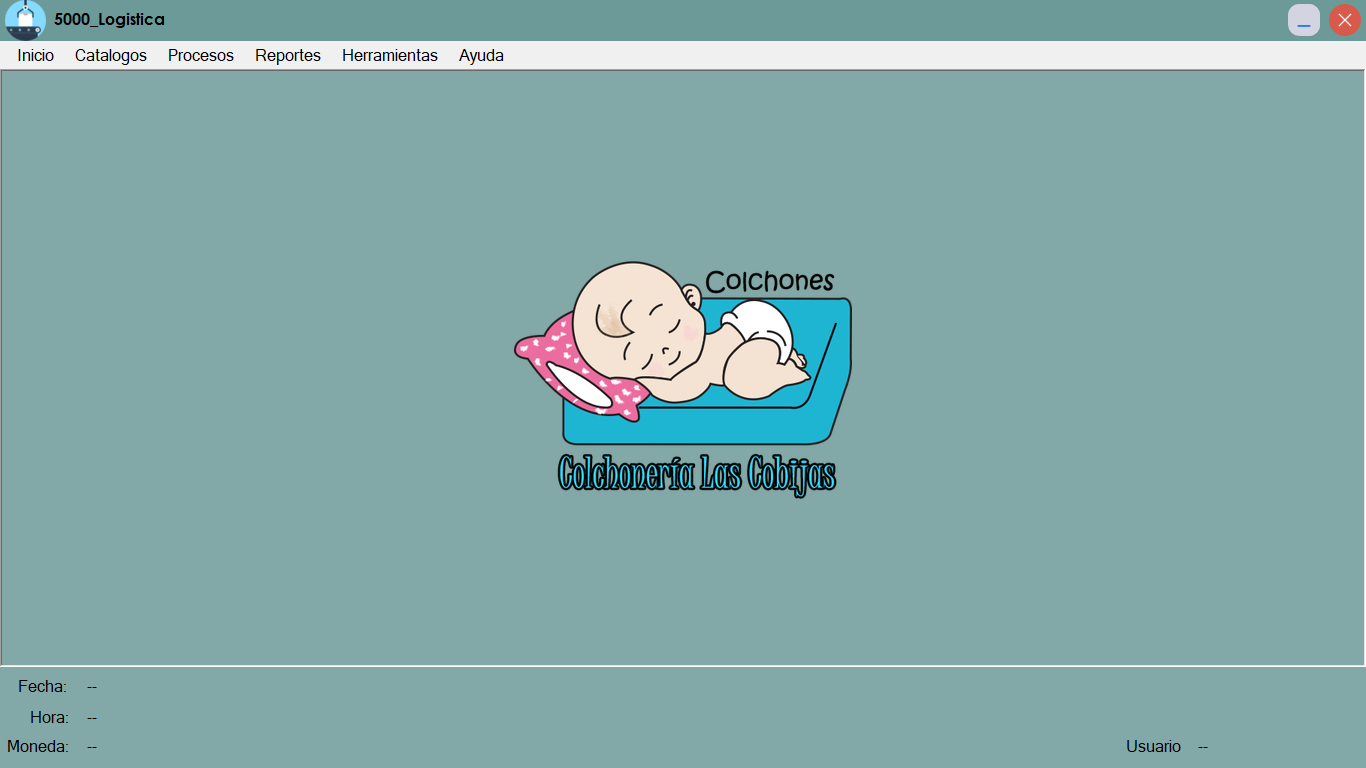 5000_Logistica
Inicio Catalogos Procesos Reportes Herramientas Ayuda
Colchones
Colchonería Las Cobijas
Fecha: --
Hora: --
Moneda: -- Usuario --